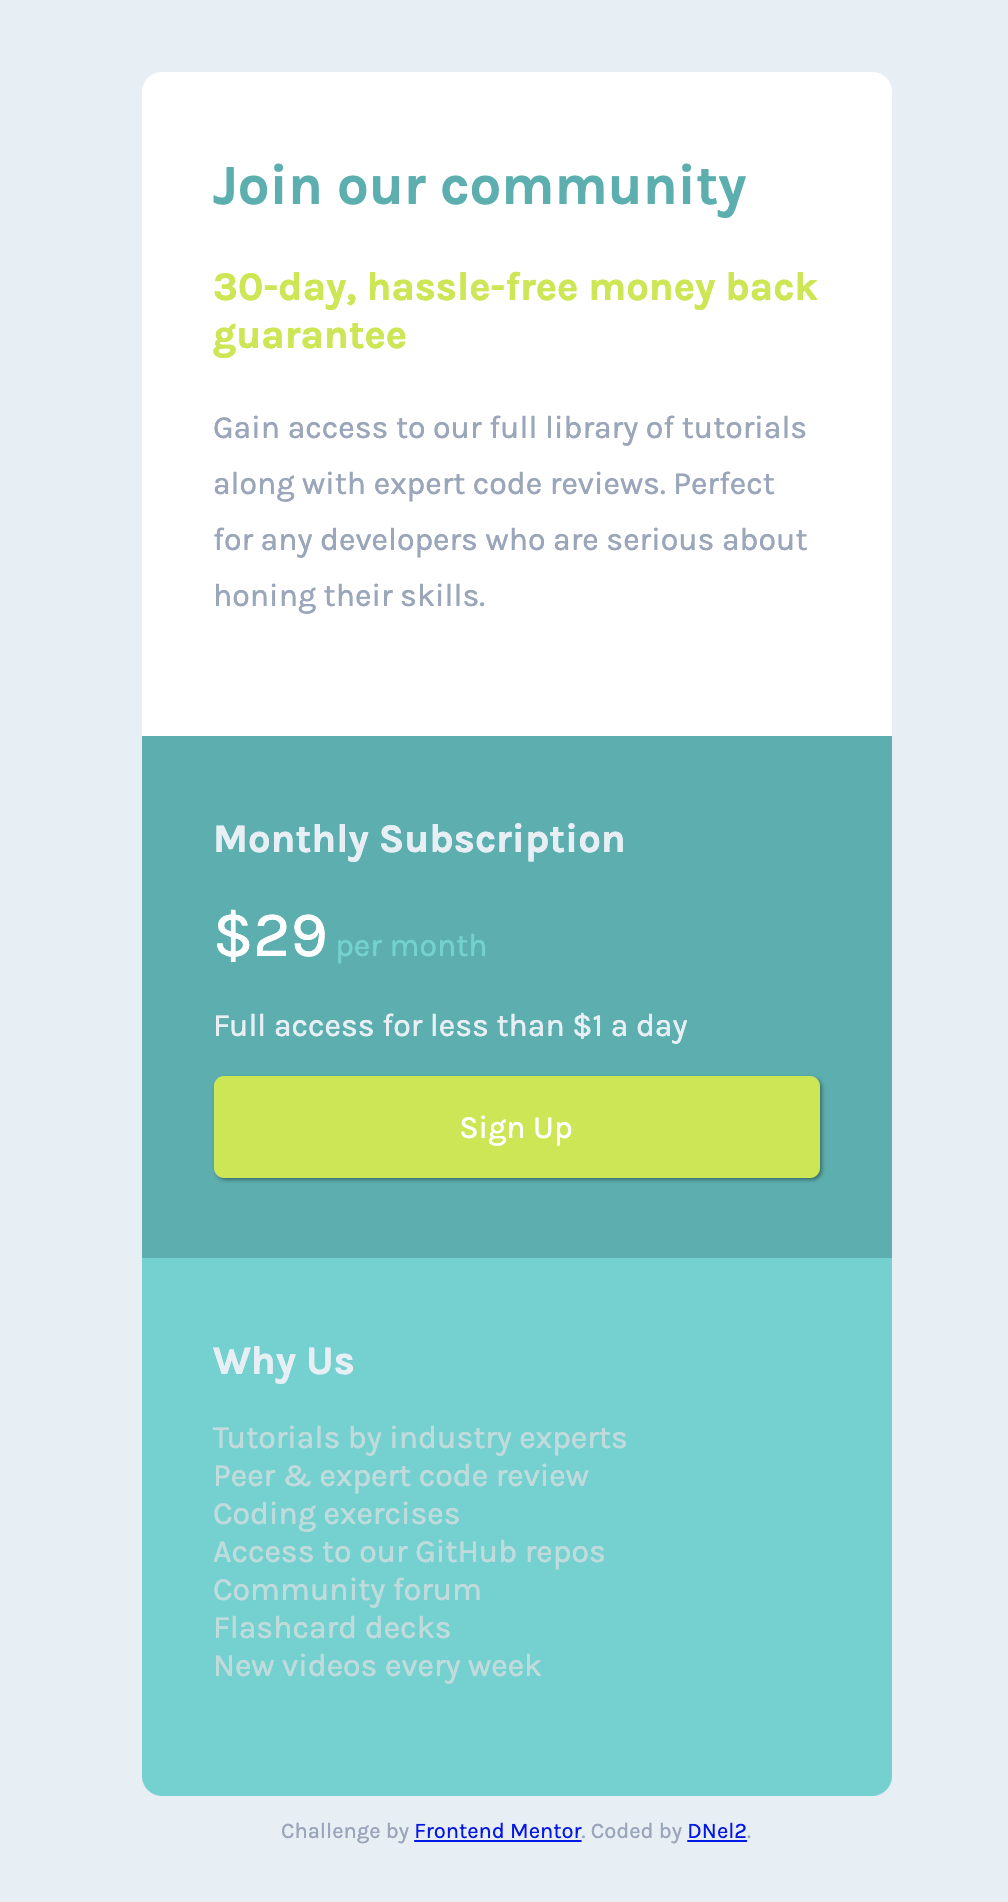 Join our community
30-day, hassle-free money back
guarantee
Gain access to our full library of tutorials
along with expert code reviews. Perfect
for any developers who are serious about
honing their skills.
Monthly Subscription
$29 per month
Full access for less than $1 a day
Sign Up
Why Us
Tutorials by industry experts
Peer & expert code review
Coding exercises
Access to our GitHub repos
Community forum
Flashcard decks
New videos every week
Challenge by Frontend Mentor. Coded by DNel2.